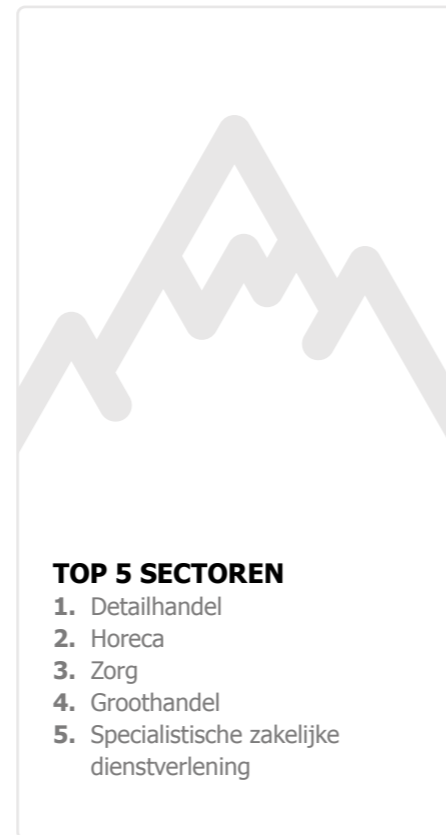 TOP 5 SECTOREN
1. Detailhandel
2. Horeca
3. Zorg
4. Groothandel
5. Specialistische zakelijke
dienstverlening